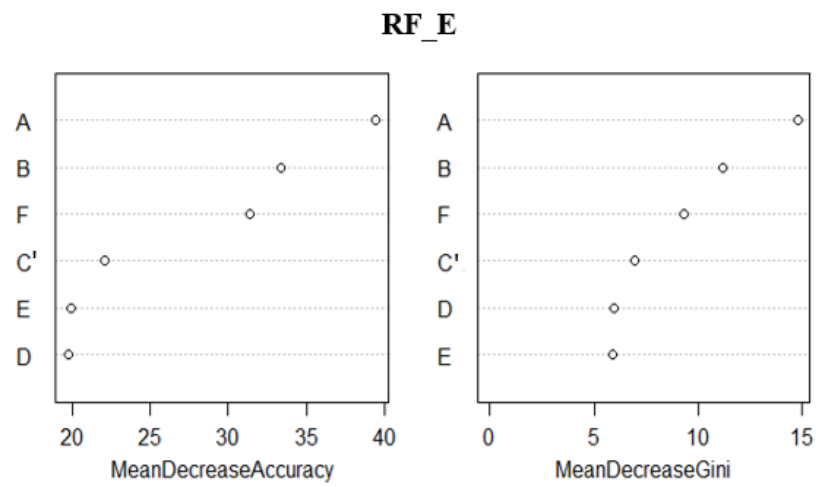 RF_E
A
B
F
C'
E
D
20 25 30 35 40
MeanDecreaseAccuracy
A
B
F
C'
D
E
0 5 10 15
MeanDecreaseGini